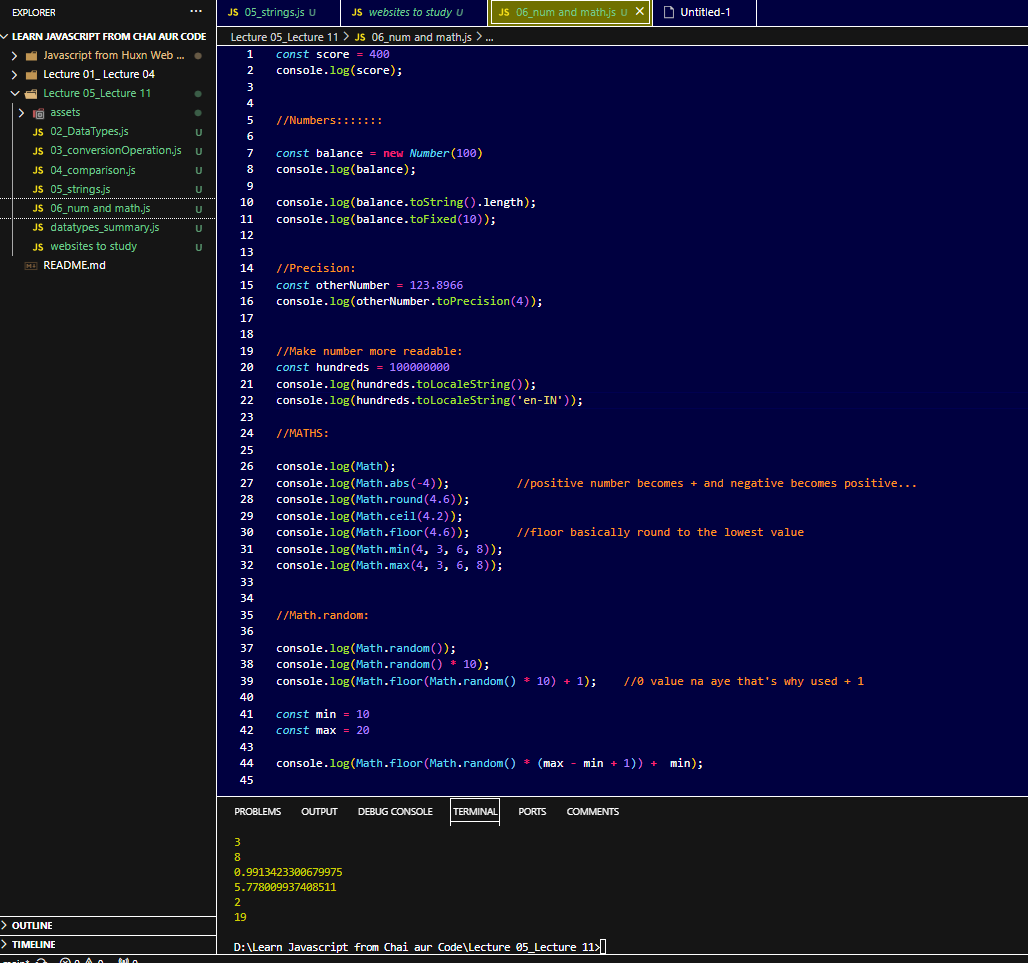 EXPLORER
···
LEARN JAVASCRIPT FROM CHAI AUR CODE
Javascript from Huxn Web ...
Lecture 01_ Lecture 04
Lecture 05_Lecture 11
assets
JS 02_DataTypes.js U
JS 03_conversionOperation.js U
JS 04_comparison.js U
JS 05_strings.js U
JS 06_num and math.js U
JS datatypes_summary.js U
JS websites to study U
README.md
OUTLINE
TIMELINE
JS 05_strings.js U
JS websites to study U
JS 06_num and math.js U
Untitled-1
Lecture 05_Lecture 11 > JS 06_num and math.js > ...
1 const score = 400
2 console.log(score);
3
4
5 //Numbers:::::::
6
7 const balance = new Number(100)
8 console.log(balance);
9
10 console.log(balance.toString().length);
11 console.log(balance.toFixed(10));
12
13
14 //Precision:
15 const otherNumber = 123.8966
16 console.log(otherNumber.toPrecision(4));
17
18
19 //Make number more readable:
20 const hundreds = 100000000
21 console.log(hundreds.toLocaleString());
22 console.log(hundreds.toLocaleString('en-IN'));
23
24 //MATHS:
25
26 console.log(Math);
27 console.log(Math.abs(-4)); //positive number becomes + and negative becomes positive...
28 console.log(Math.round(4.6));
29 console.log(Math.ceil(4.2));
30 console.log(Math.floor(4.6)); //floor basically round to the lowest value
31 console.log(Math.min(4, 3, 6, 8));
32 console.log(Math.max(4, 3, 6, 8));
33
34
35 //Math.random:
36
37 console.log(Math.random());
38 console.log(Math.random() * 10);
39 console.log(Math.floor(Math.random() * 10) + 1); //0 value na aye that's why used + 1
40
41 const min = 10
42 const max = 20
43
44 console.log(Math.floor(Math.random() * (max - min + 1)) +  min);
45
PROBLEMS OUTPUT DEBUG CONSOLE TERMINAL PORTS COMMENTS
3
8
0.9913423300679975
5.778009937408511
2
19
D:\Learn Javascript from Chai aur Code\Lecture 05_Lecture 11>